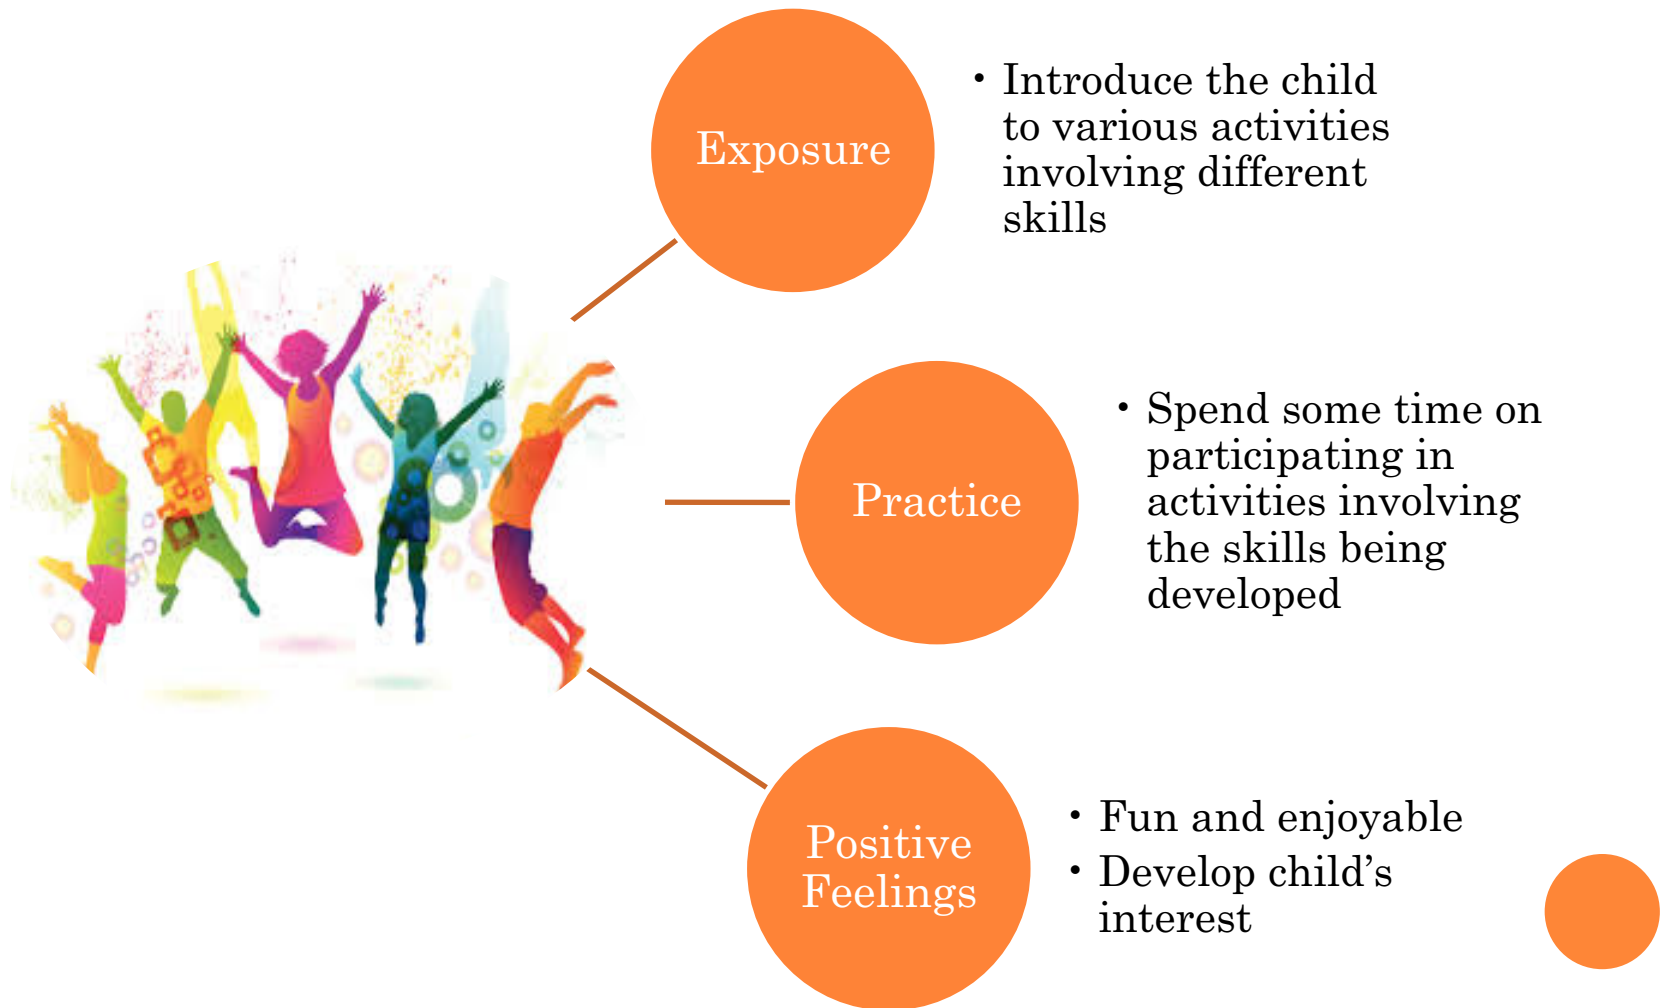 Exposure
• Introduce the child
to various activities
involving different
skills
Practice
• Spend some time on
participating in
activities involving
the skills being
developed
Positive
Feelings
• Fun and enjoyable
• Develop child’s
interest